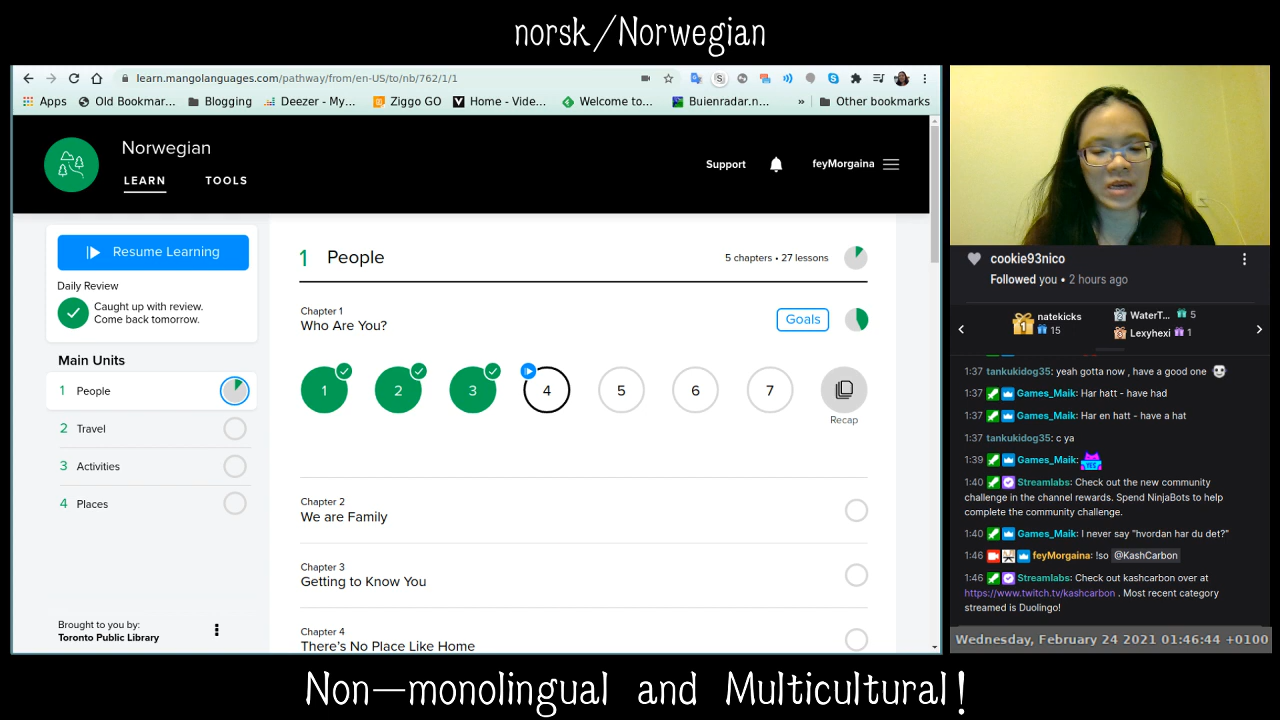 norsk/Norwegian
learn.mangolanguages.com/pathway/from/en-US/to/nb/762/1/1
Apps
Old Bookmar...
Blogging
Deezer - My...
Ziggo GO
Home - Vide...
Welcome to...
Buienradar.n...
»
Other bookmarks
Norwegian
LEARN TOOLS
Support
feyMorgaina
Resume Learning
Daily Review
Caught up with review.
Come back tomorrow.
Main Units
1 People
2 Travel
3 Activities
4 Places
Brought to you by:
Toronto Public Library
1 People
5 chapters • 27 lessons
Chapter 1
Who Are You?
Goals
1 2 3 4 5 6 7
Recap
Chapter 2
We are Family
Chapter 3
Getting to Know You
Chapter 4
There's No Place Like Home
cookie93nico
Followed you • 2 hours ago
1 natekicks
15
WaterT... 5
Lexyhexi 1
1:37 tankukidog35: yeah gotta now , have a good one
1:37 Games_Maik: Har hatt - have had
1:37 Games_Maik: Har en hatt - have a hat
1:37 tankukidog35: c ya
1:39 Games_Maik:
1:40 Streamlabs: Check out the new community
challenge in the channel rewards. Spend NinjaBots to help
complete the community challenge.
1:40 Games_Maik: I never say "hvordan har du det?"
1:46 feyMorgaina: !so @KashCarbon
1:46 Streamlabs: Check out kashcarbon over at
https://www.twitch.tv/kashcarbon . Most recent category
streamed is Duolingo!
Wednesday, February 24 2021 01:46:44 +0100
Non-monolingual and Multicultural!